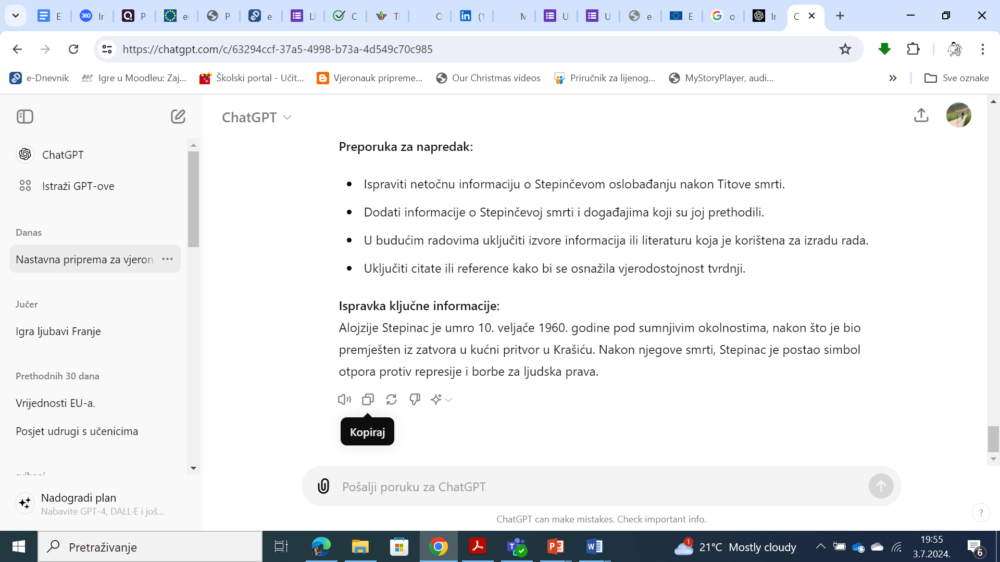 E
In
P
e
P
e
LI
C
T
O
(1
M
U
U
e
E
o
Ir
C
https://chatgpt.com/c/63294ccf-37a5-4998-b73a-4d549c70c985
e-Dnevnik
Igre u Moodleu: Zaj...
Školski portal - Učit...
Vjeronauk pripreme...
Our Christmas videos
Priručnik za lijenog...
MyStoryPlayer, audi...
Sve oznake
ChatGPT
Istraži GPT-ove
Danas
Nastavna priprema za vjerona
Jučer
Igra ljubavi Franje
Prethodnih 30 dana
Vrijednosti EU-a.
Posjet udrugi s učenicima
Nadogradi plan
Nabavite GPT-4, DALL·E i još...
ChatGPT
Preporuka za napredak:
Ispraviti netočnu informaciju o Stepinčevom oslobađanju nakon Titove smrti.
Dodati informacije o Stepinčevoj smrti i događajima koji su joj prethodili.
U budućim radovima uključiti izvore informacija ili literaturu koja je korištena za izradu rada.
Uključiti citate ili reference kako bi se osnažila vjerodostojnost tvrdnji.
Ispravka ključne informacije:
Alojzije Stepinac je umro 10. veljače 1960. godine pod sumnjivim okolnostima, nakon što je bio
premješten iz zatvora u kućni pritvor u Krašiću. Nakon njegove smrti, Stepinac je postao simbol
otpora protiv represije i borbe za ljudska prava.
Kopiraj
Pošalji poruku za ChatGPT
ChatGPT can make mistakes. Check important info.
?
Pretraživanje
1
21°C Mostly cloudy
19:55
3.7.2024.
6